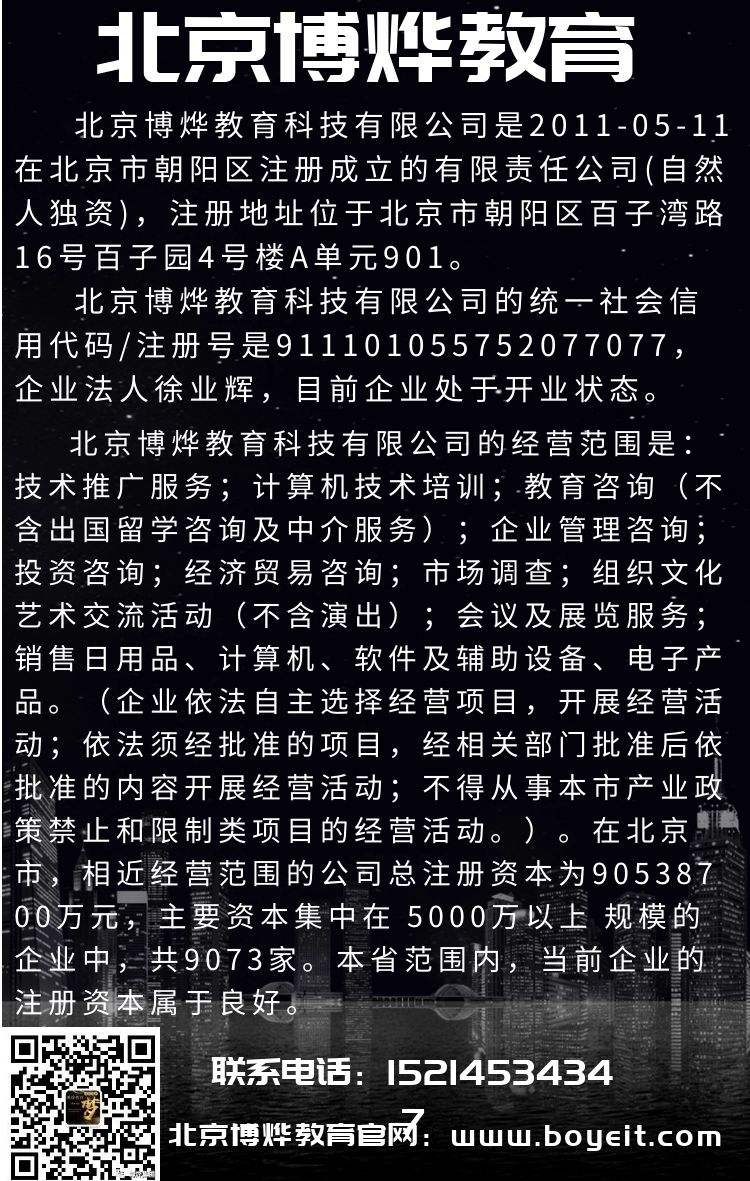 北京博烨教育
北京博烨教育科技有限公司是2011-05-11
在北京市朝阳区注册成立的有限责任公司(自然
人独资)，注册地址位于北京市朝阳区百子湾路
16号百子园4号楼A单元901。
北京博烨教育科技有限公司的统一社会信
用代码/注册号是911101055752077077，
企业法人徐业辉，目前企业处于开业状态。
北京博烨教育科技有限公司的经营范围是：
技术推广服务；计算机技术培训；教育咨询（不
含出国留学咨询及中介服务）；企业管理咨询；
投资咨询；经济贸易咨询；市场调查；组织文化
艺术交流活动（不含演出）；会议及展览服务；
销售日用品、计算机、软件及辅助设备、电子产
品。（企业依法自主选择经营项目，开展经营活
动；依法须经批准的项目，经相关部门批准后依
批准的内容开展经营活动；不得从事本市产业政
策禁止和限制类项目的经营活动。）。在北京
市，相近经营范围的公司总注册资本为905387
00万元，主要资本集中在 5000万以上 规模的
企业中，共9073家。本省范围内，当前企业的
注册资本属于良好。
联系电话：1521453434
7
北京博烨教育官网：www.boyeit.com
梦